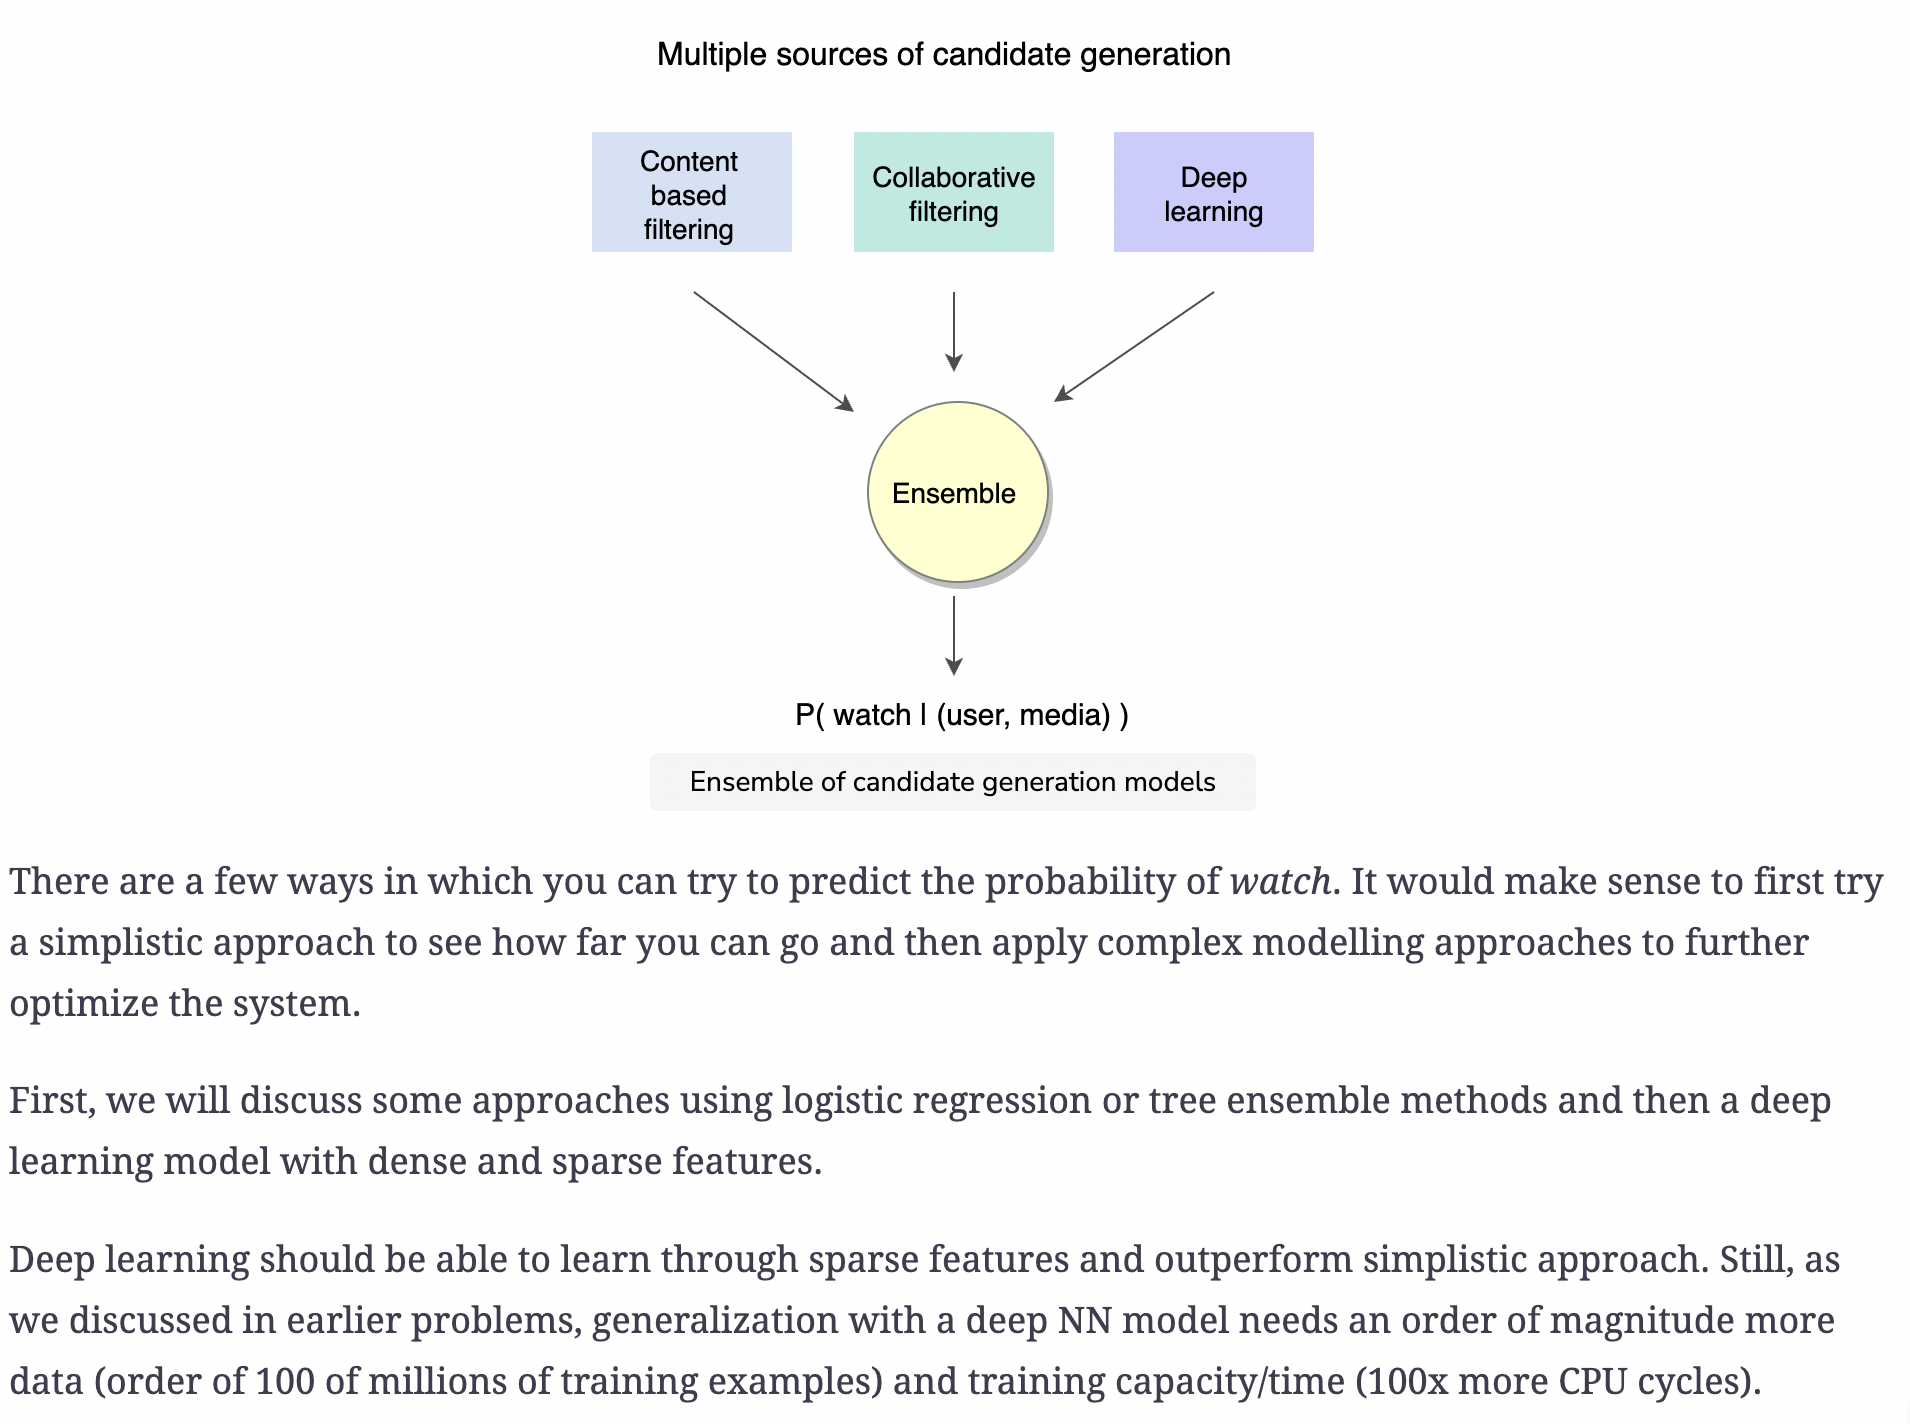 Multiple sources of candidate generation
Content
based
filtering
Collaborative
filtering
Deep
learning
Ensemble
P( watch | (user, media) )
Ensemble of candidate generation models
There are a few ways in which you can try to predict the probability of watch. It would make sense to first try
a simplistic approach to see how far you can go and then apply complex modelling approaches to further
optimize the system.
First, we will discuss some approaches using logistic regression or tree ensemble methods and then a deep
learning model with dense and sparse features.
Deep learning should be able to learn through sparse features and outperform simplistic approach. Still, as
we discussed in earlier problems, generalization with a deep NN model needs an order of magnitude more
data (order of 100 of millions of training examples) and training capacity/time (100x more CPU cycles).